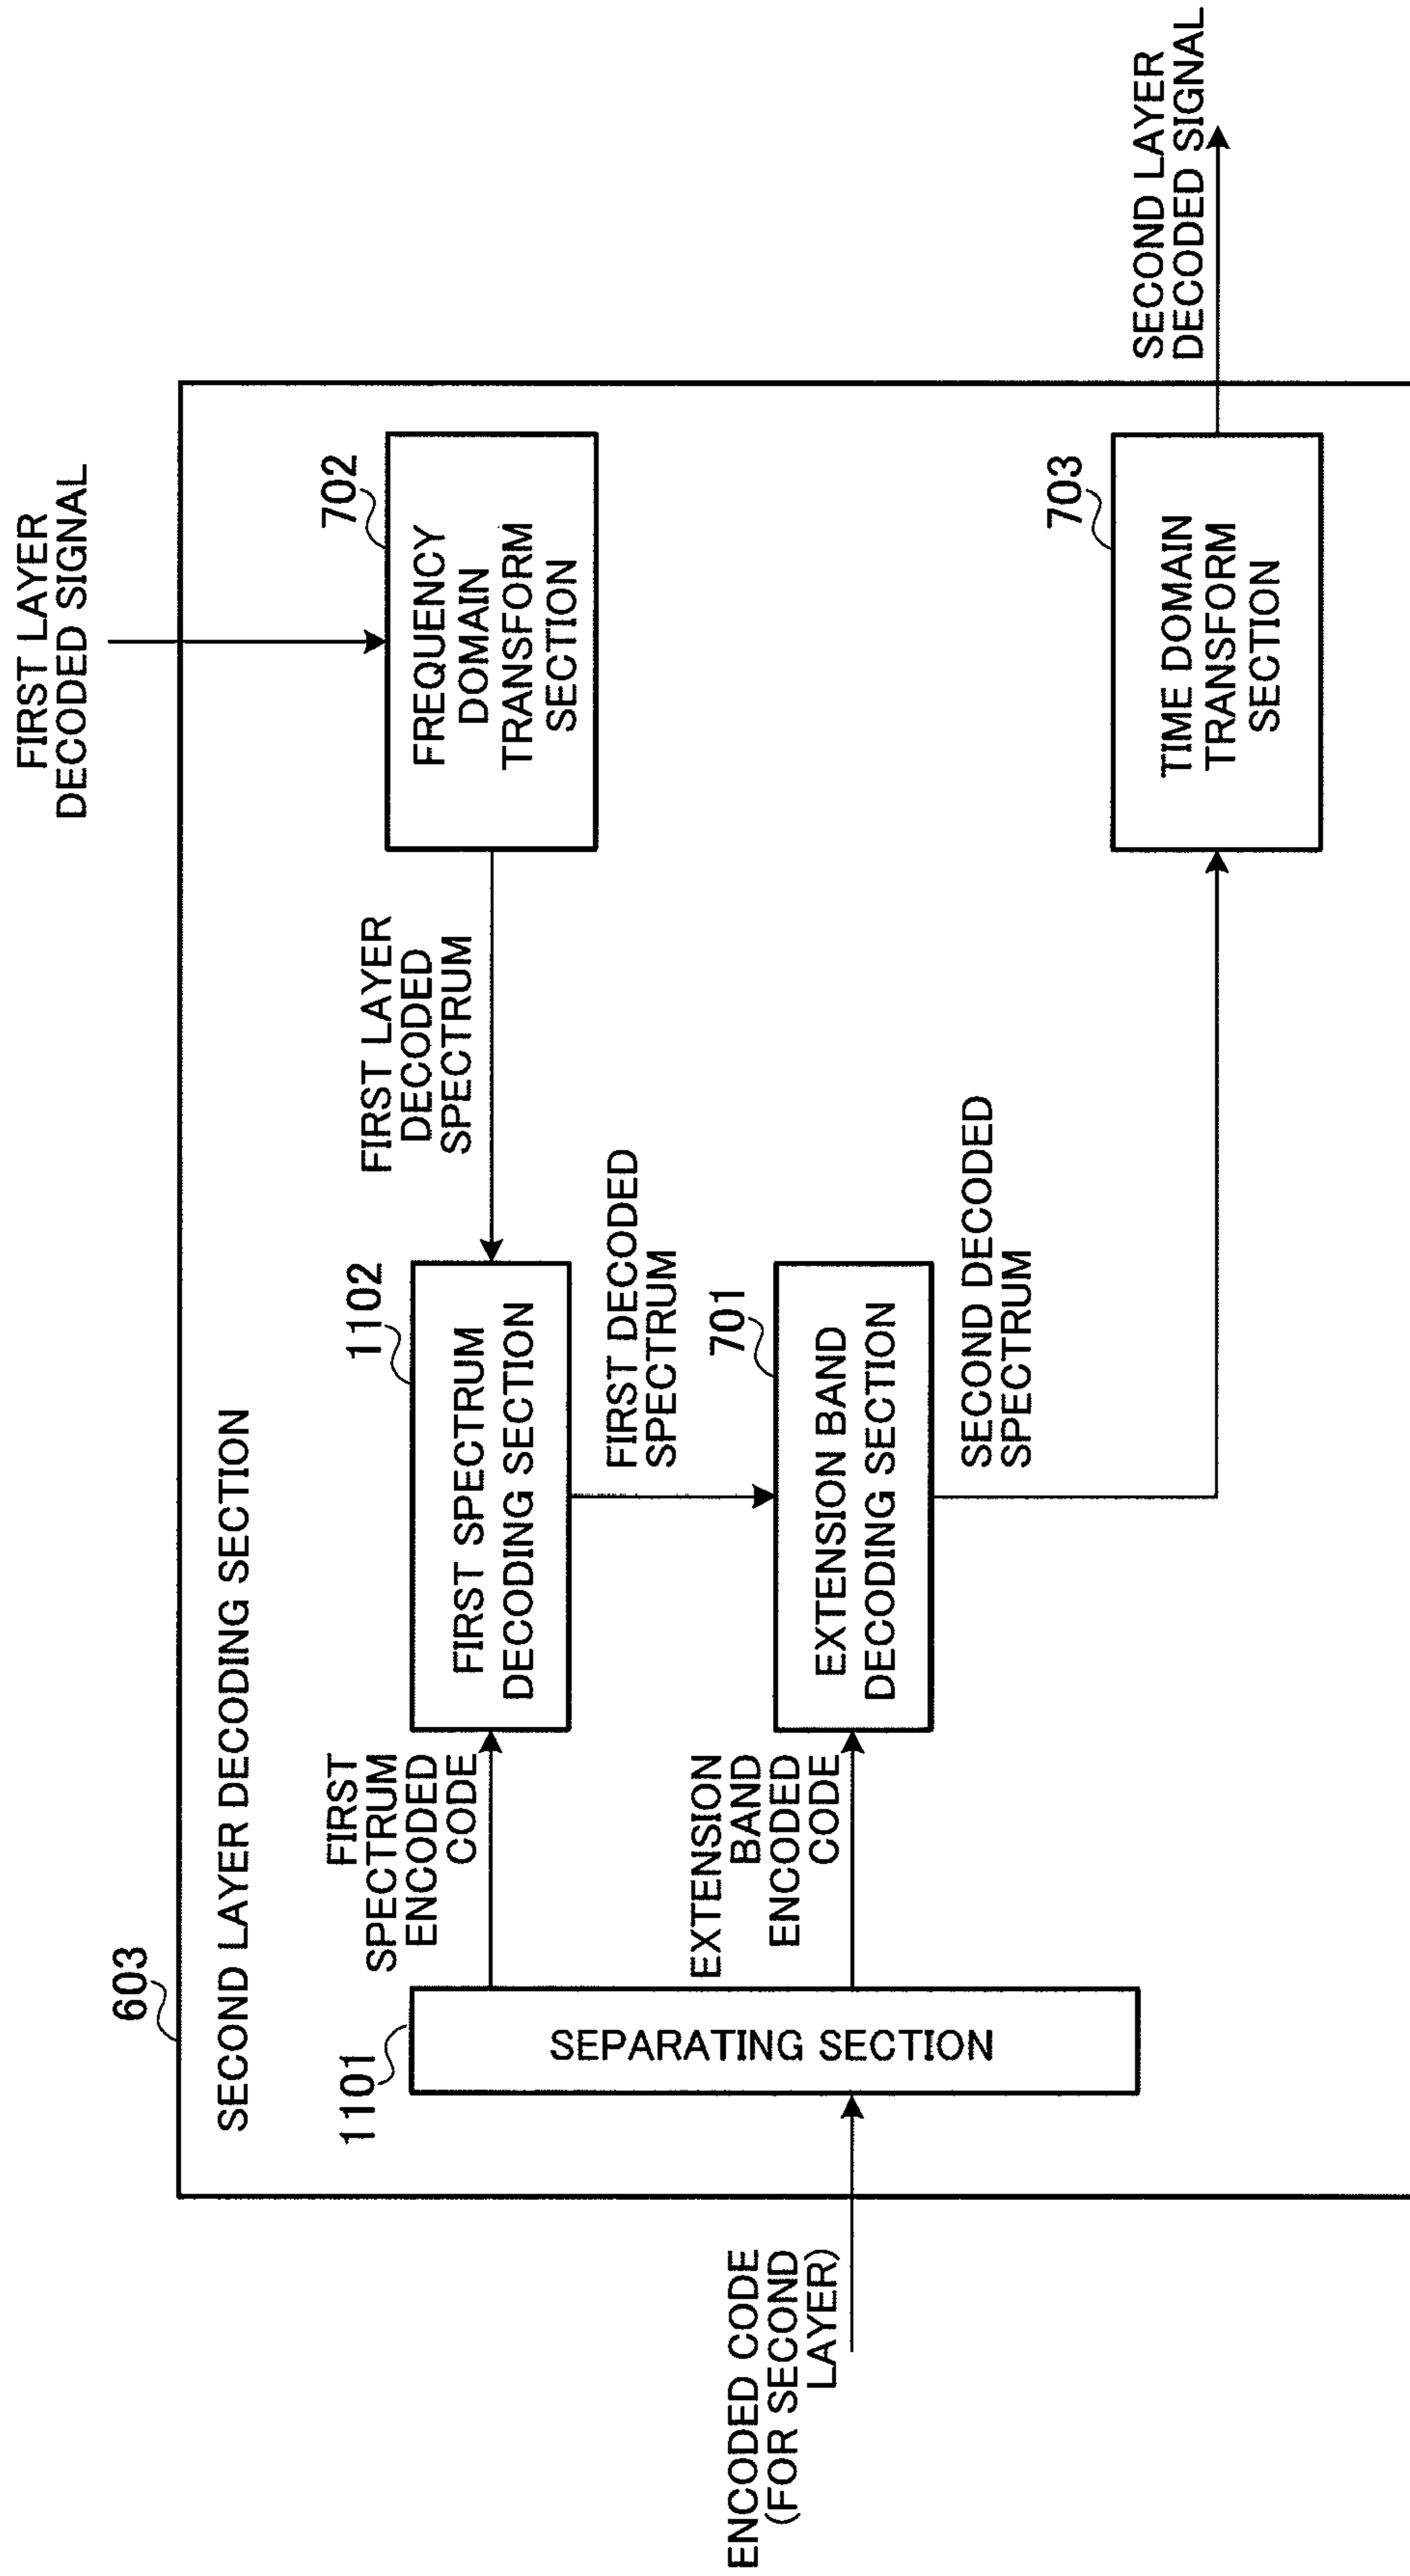 FIRST LAYER
DECODED SIGNAL
603
SECOND LAYER DECODING SECTION
1101
FIRST
SPECTRUM
ENCODED
CODE
1102
FIRST SPECTRUM
DECODING SECTION
FIRST LAYER
DECODED
SPECTRUM
702
FREQUENCY
DOMAIN
TRANSFORM
SECTION
SEPARATING SECTION
FIRST DECODED
SPECTRUM
ENCODED CODE
(FOR SECOND
LAYER)
EXTENSION
BAND
ENCODED
CODE
701
EXTENSION BAND
DECODING SECTION
SECOND DECODED
SPECTRUM
703
TIME DOMAIN
TRANSFORM
SECTION
SECOND LAYER
DECODED SIGNAL